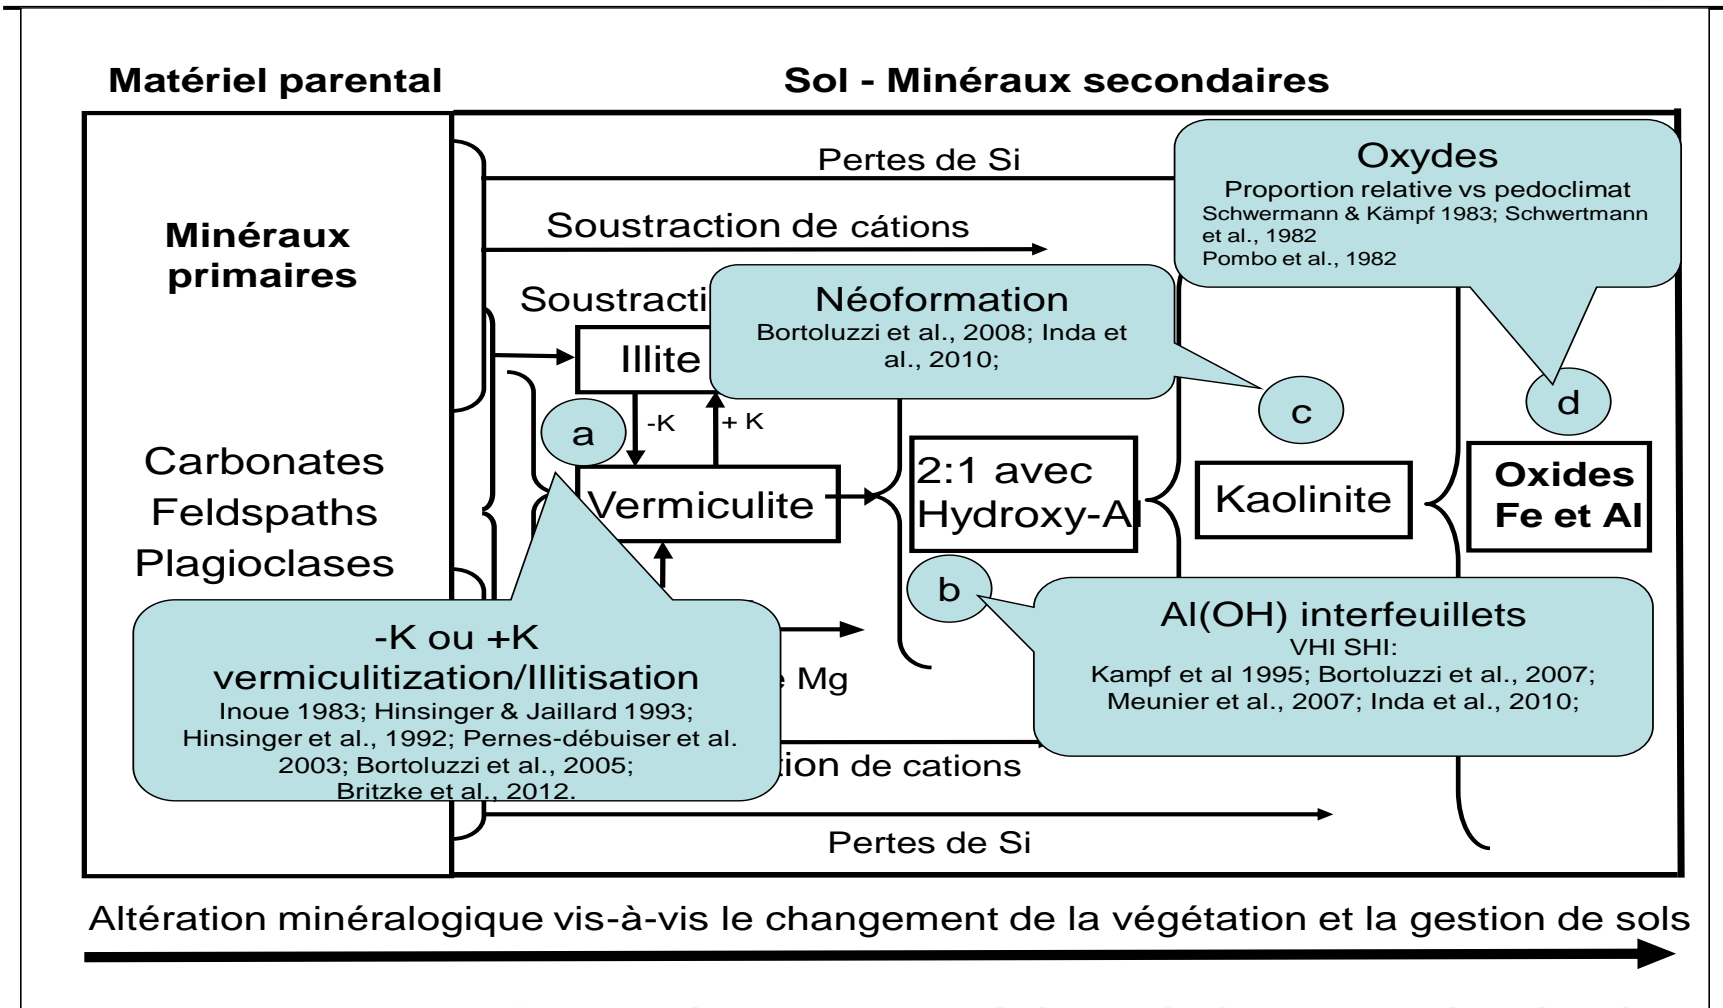 Matériel parental
Sol - Minéraux secondaires
Minéraux
primaires
Carbonates
Feldspaths
Plagioclases
Pertes de Si
Soustraction de cátions
Soustracti
Illite
-K
+ K
a
Vermiculite
Néoformation
Bortoluzzi et al., 2008; Inda et
al., 2010;
Oxydes
Proportion relative vs pedoclimat
Schwermann & Kämpf 1983; Schwertmann
et al., 1982
Pombo et al., 1982
c
d
2:1 avec
Hydroxy-Al
Kaolinite
Oxides
Fe et Al
b
Al(OH) interfeuillets
VHI SHI:
Kampf et al 1995; Bortoluzzi et al., 2007;
Meunier et al., 2007; Inda et al., 2010;
-K ou +K
vermiculitization/Illitisation
Inoue 1983; Hinsinger & Jaillard 1993;
Hinsinger et al., 1992; Pernes-débuiser et al.
2003; Bortoluzzi et al., 2005;
Britzke et al., 2012.
Mg
tion de cations
Pertes de Si
Altération minéralogique vis-à-vis le changement de la végétation et la gestion de sols